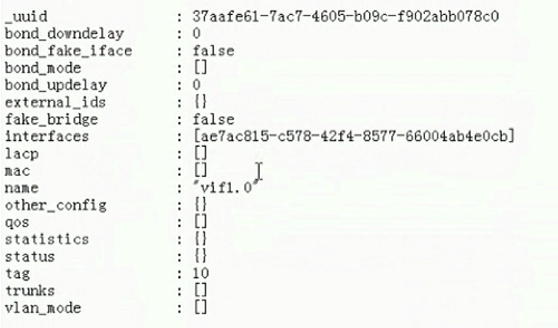 _uuid : 37aafe61-7ac7-4605-b09c-f902abb078c0
bond_downdelay : 0
bond_fake_iface : false
bond_mode : []
bond_updelay : 0
external_ids : {}
fake_bridge : false
interfaces : [ae7ac815-c578-42f4-8577-66004ab4e0cb]
lacp : []
mac : []
name : "vif1.0"
other_config : {}
qos : []
statistics : {}
status : {}
tag : 10
trunks : []
vlan_mode : []